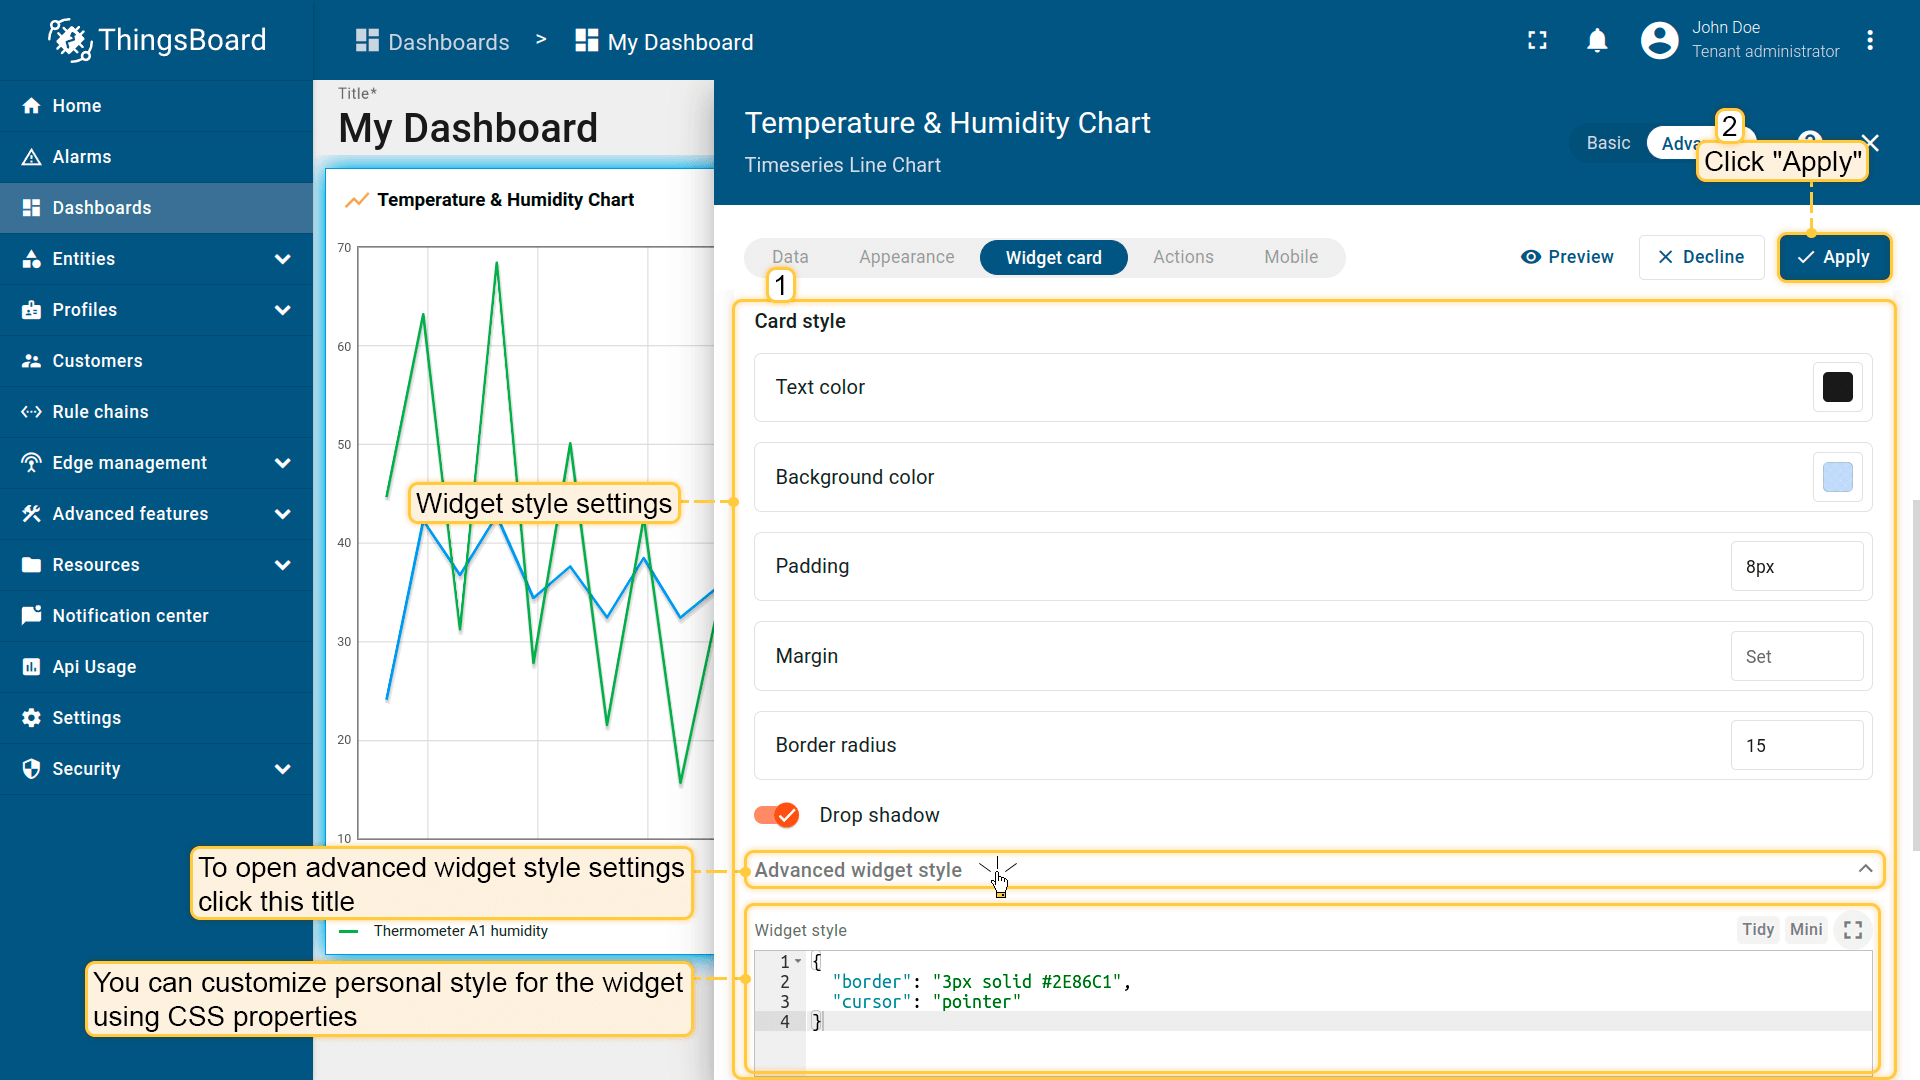 ThingsBoard
Dashboards > My Dashboard
John Doe
Tenant administrator
Home
Alarms
Dashboards
Entities
Profiles
Customers
Rule chains
Edge management
Advanced features
Resources
Notification center
Api Usage
Settings
Security
Title*
My Dashboard
Temperature & Humidity Chart
70
60
50
40
30
20
10
Thermometer A1 humidity
Temperature & Humidity Chart
Timeseries Line Chart
Basic
2
Click "Apply"
Data
Appearance
Widget card
Actions
Mobile
Preview
Decline
Apply
1
Card style
Text color
Background color
Widget style settings
Padding
8px
Margin
Set
Border radius
15
Drop shadow
To open advanced widget style settings
click this title
Advanced widget style
Widget style
Tidy
Mini
You can customize personal style for the widget
using CSS properties
1 {
2 "border": "3px solid #2E86C1",
3 "cursor": "pointer"
4 }